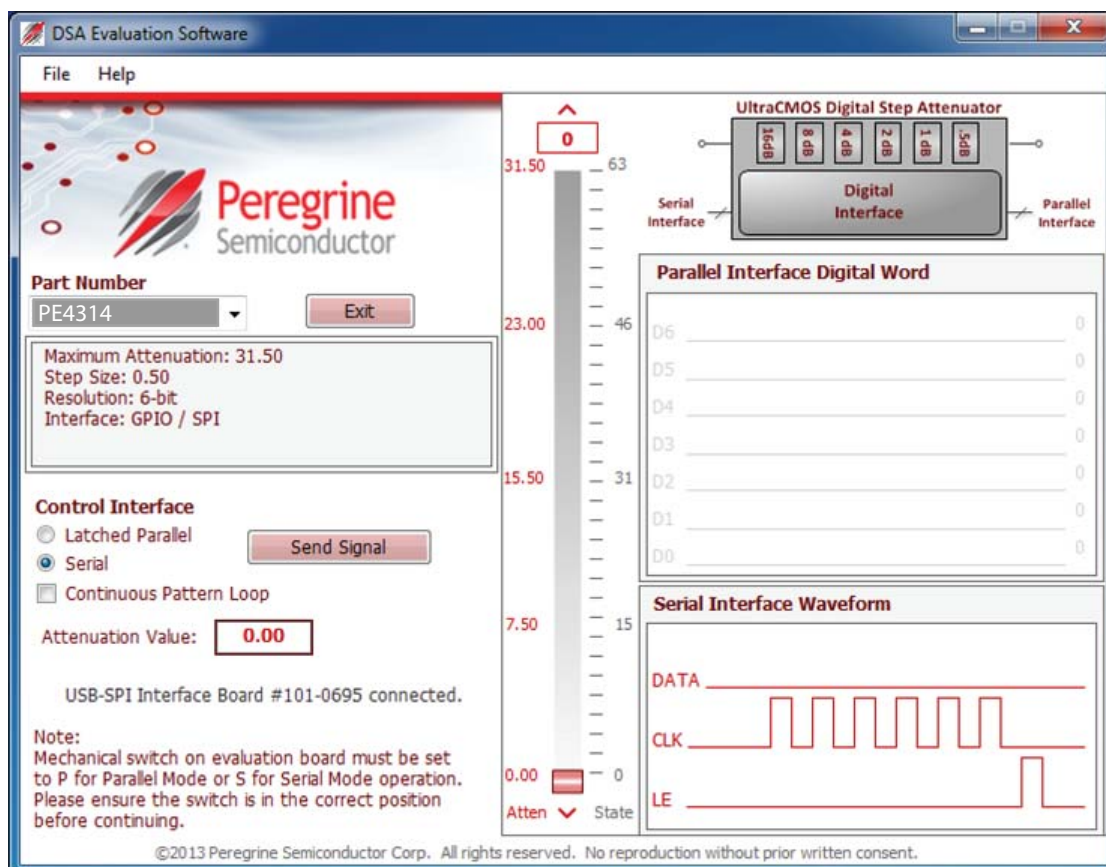 DSA Evaluation Software
File Help
Peregrine
Semiconductor
Part Number
PE4314
Exit
Maximum Attenuation: 31.50
Step Size: 0.50
Resolution: 6-bit
Interface: GPIO / SPI
Control Interface
Latched Parallel
Serial
Send Signal
Continuous Pattern Loop
Attenuation Value: 0.00
USB-SPI Interface Board #101-0695 connected.
Note:
Mechanical switch on evaluation board must be set
to P for Parallel Mode or S for Serial Mode operation.
Please ensure the switch is in the correct position
before continuing.
0
31.50 63
23.00 46
15.50 31
7.50 15
0.00 0
Atten State
UltraCMOS Digital Step Attenuator
16dB 8 dB 4 dB 2 dB 1 dB .5dB
Serial
Interface
Digital
Interface
Parallel
Interface
Parallel Interface Digital Word
D6 0
D5 0
D4 0
D3 0
D2 0
D1 0
D0 0
Serial Interface Waveform
DATA
CLK
LE
©2013 Peregrine Semiconductor Corp. All rights reserved. No reproduction without prior written consent.